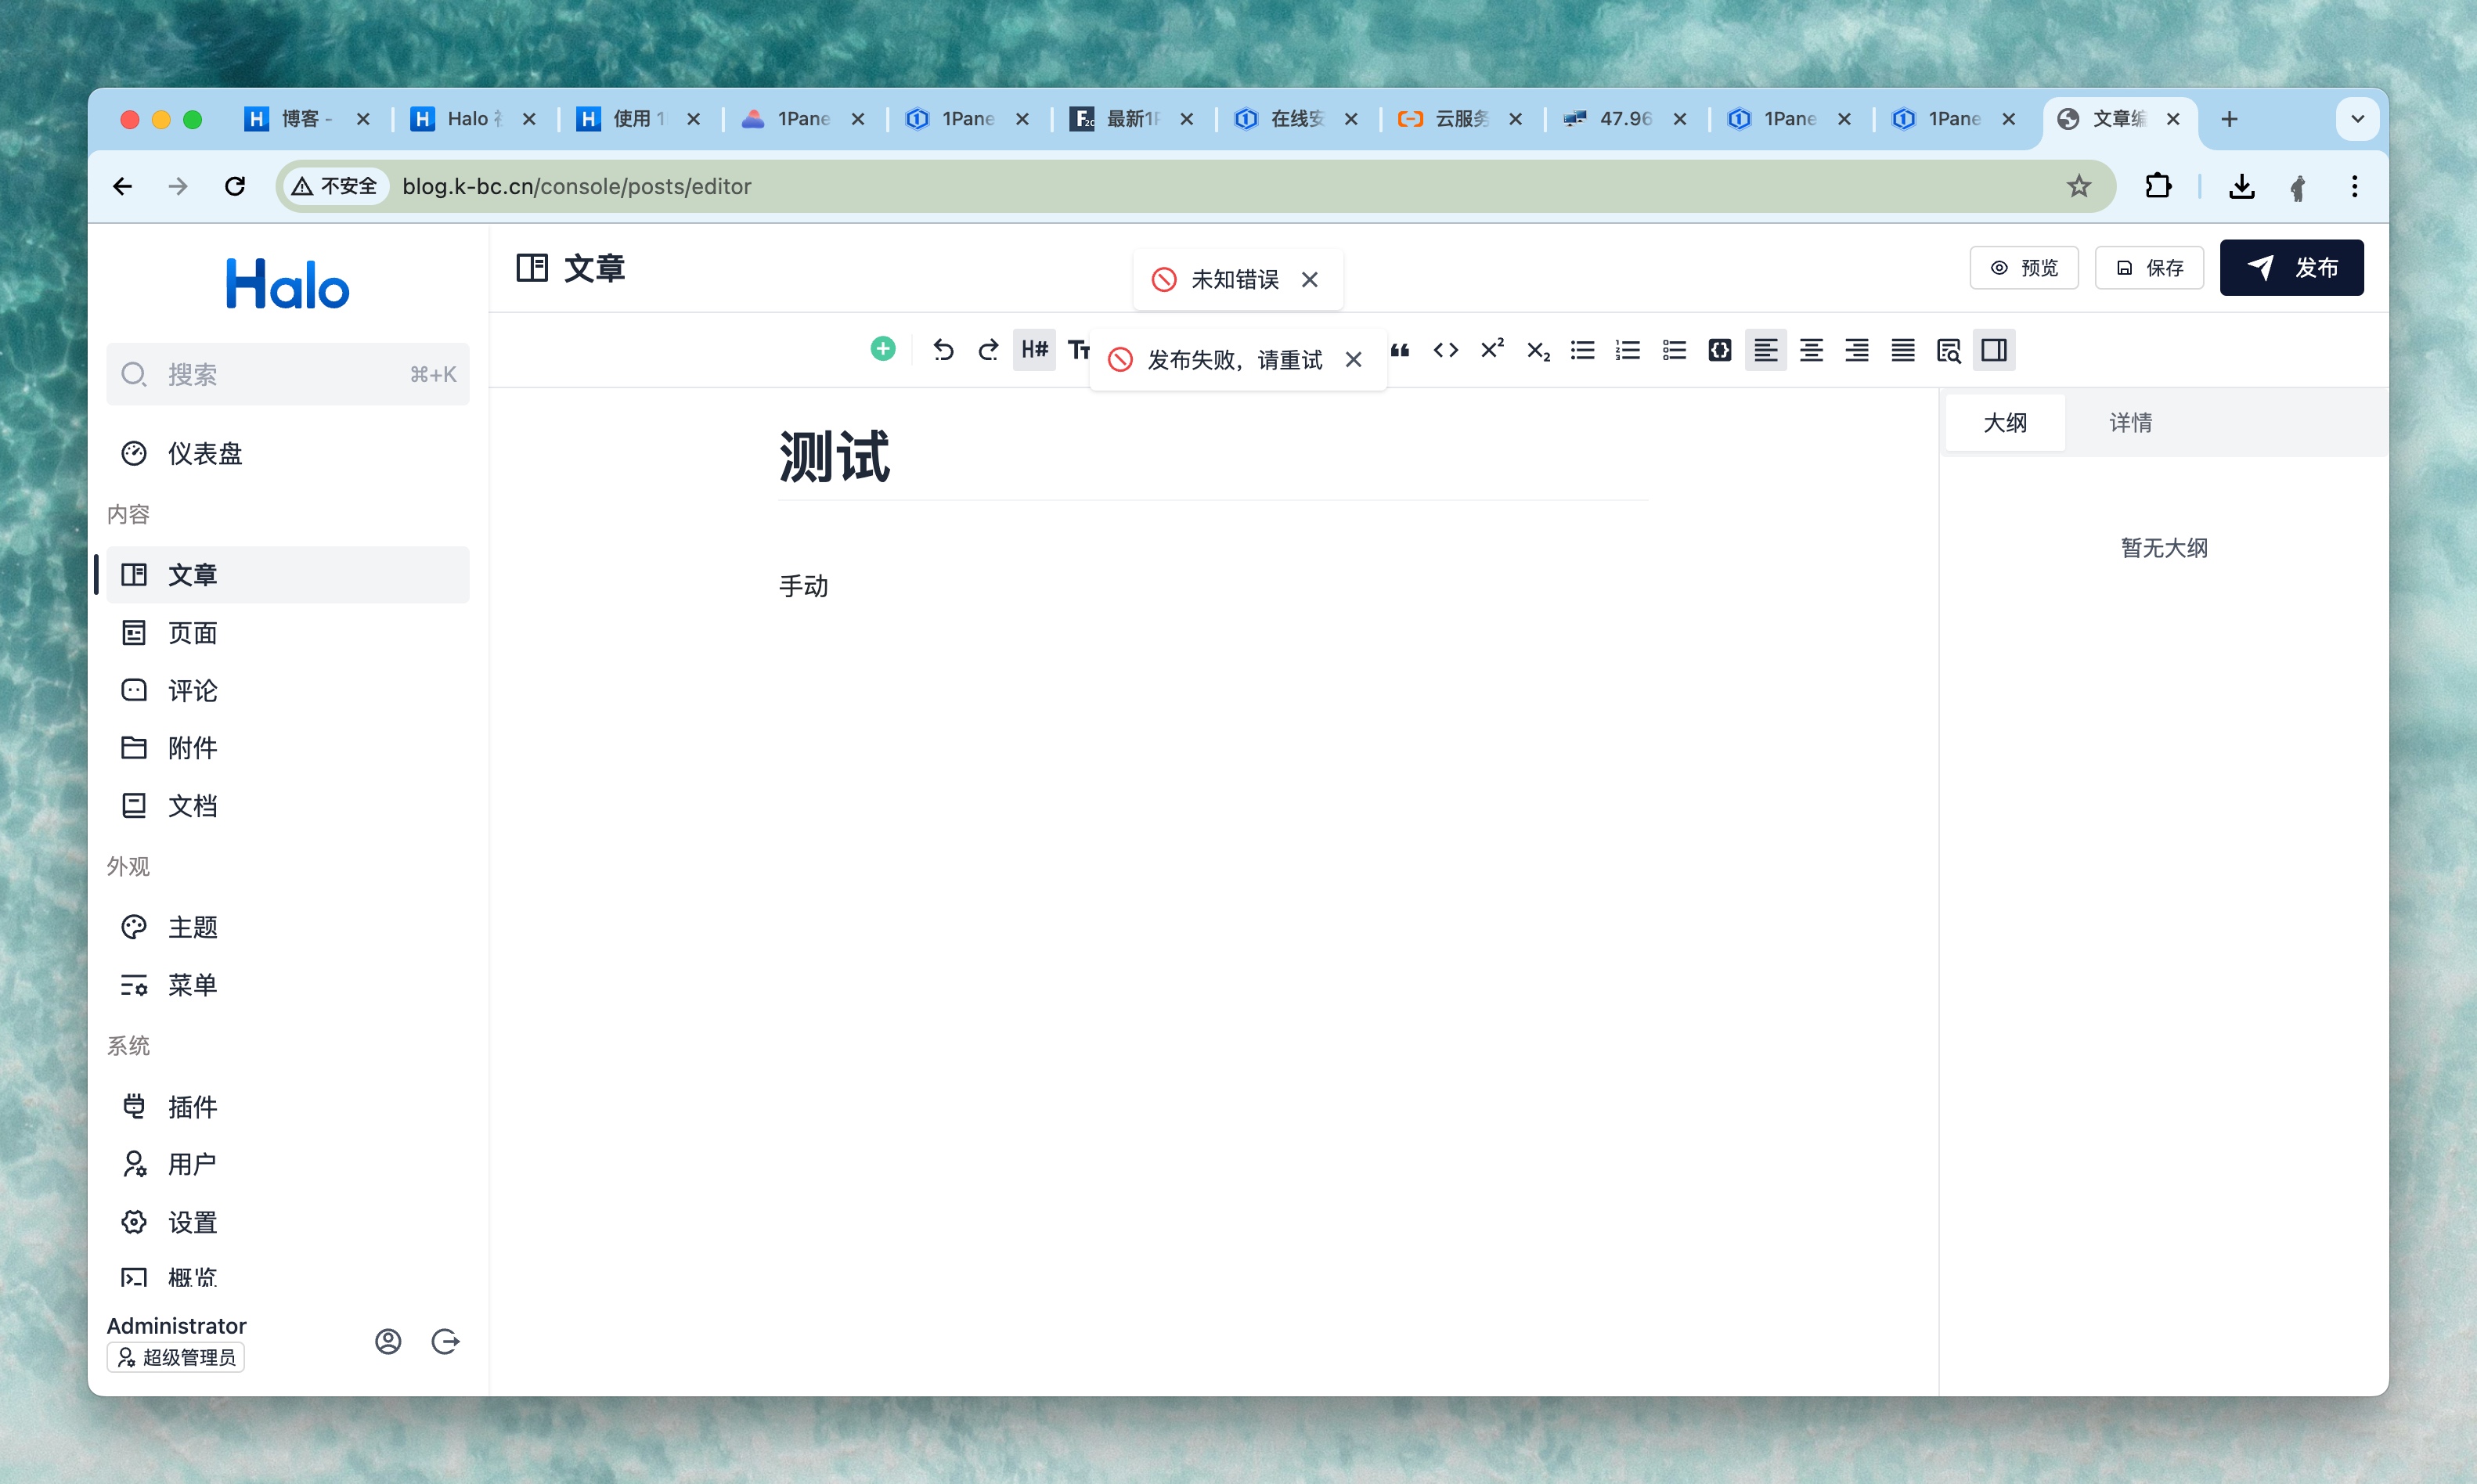 博客 -
Halo
使用 1
1Pane
1Pane
最新1P
在线安
云服务
47.96
1Pane
1Pane
文章编
不安全
blog.k-bc.cn/console/posts/editor
Halo
搜索
⌘+K
仪表盘
内容
文章
页面
评论
附件
文档
外观
主题
菜单
系统
插件
用户
设置
概览
Administrator
超级管理员
文章
未知错误
预览
保存
发布
H#
发布失败，请重试
测试
手动
大纲
详情
暂无大纲